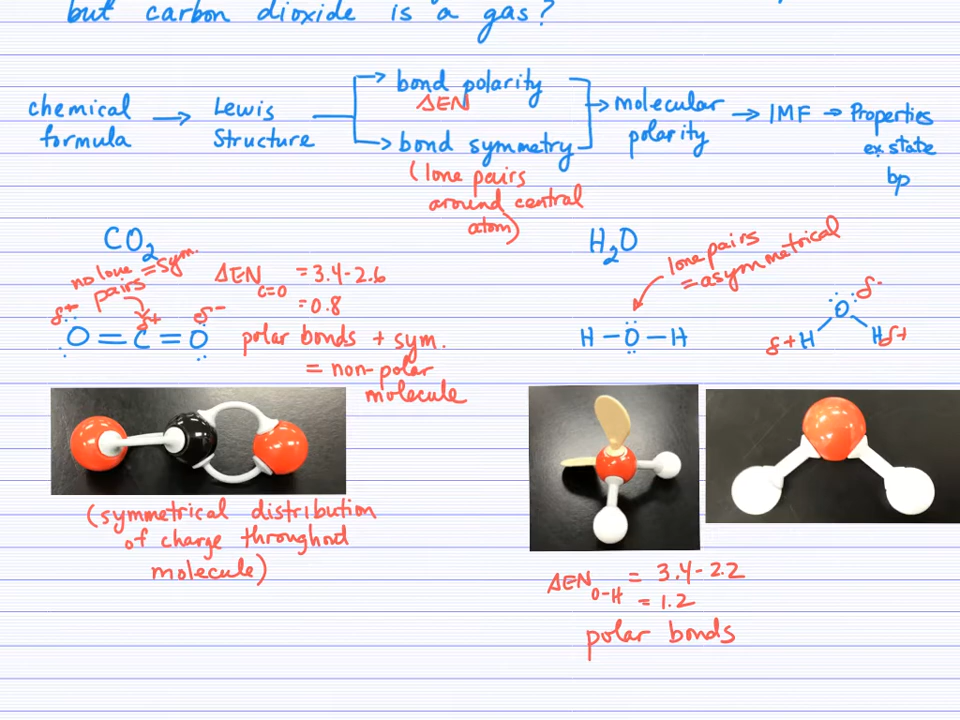 but carbon dioxide is a gas?
chemical formula → Lewis Structure → bond polarity ΔEN
→ bond symmetry (lone pairs around central atom)
→ molecular polarity → IMF → Properties
ex. state
bp
CO₂
no lone pairs = sym.
δ+ δ+ δ-
O = C = O
ΔEN C=O = 3.4-2.6
= 0.8
polar bonds + sym.
= non-polar
molecule
(symmetrical distribution
of charge throughout
molecule)
H₂O
lone pairs
= asymmetrical
H - O - H
δ-
O
δ+ H H δ+
ΔEN O-H = 3.4-2.2
= 1.2
polar bonds